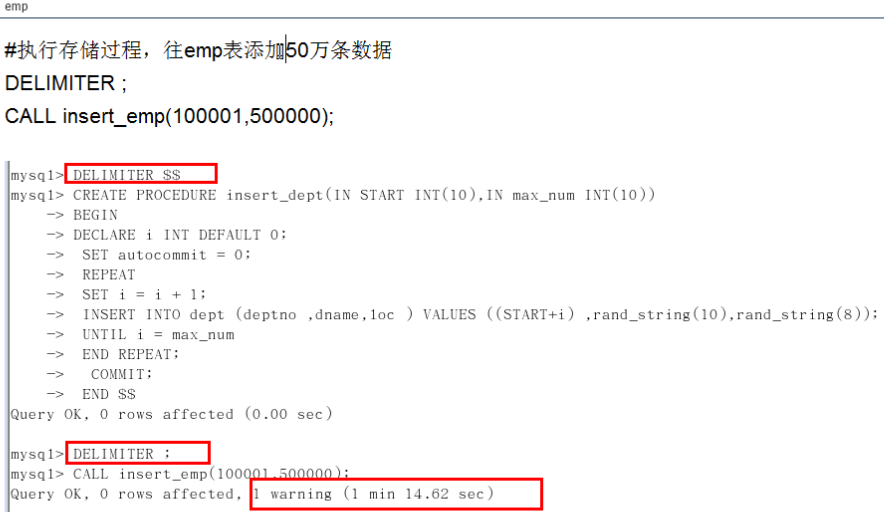 emp
#执行存储过程，往emp表添加50万条数据
DELIMITER ;
CALL insert_emp(100001,500000);
mysql> DELIMITER $$
mysql> CREATE PROCEDURE insert_dept(IN START INT(10),IN max_num INT(10))
-> BEGIN
-> DECLARE i INT DEFAULT 0;
-> SET autocommit = 0;
-> REPEAT
-> SET i = i + 1;
-> INSERT INTO dept (deptno ,dname,loc ) VALUES ((START+i) ,rand_string(10),rand_string(8));
-> UNTIL i = max_num
-> END REPEAT;
-> COMMIT;
-> END $$
Query OK, 0 rows affected (0.00 sec)
mysql> DELIMITER ;
mysql> CALL insert_emp(100001,500000);
Query OK, 0 rows affected, 1 warning (1 min 14.62 sec)